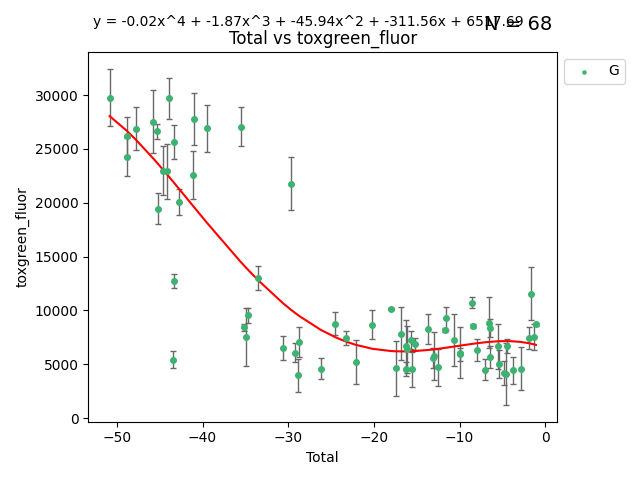 y = -0.02x^4 + -1.87x^3 + -45.94x^2 + -311.56x + 6517.69
N = 68
Total vs toxgreen_fluor
G
30000
25000
20000
15000
10000
5000
0
toxgreen_fluor
−50 −40 −30 −20 −10 0
Total